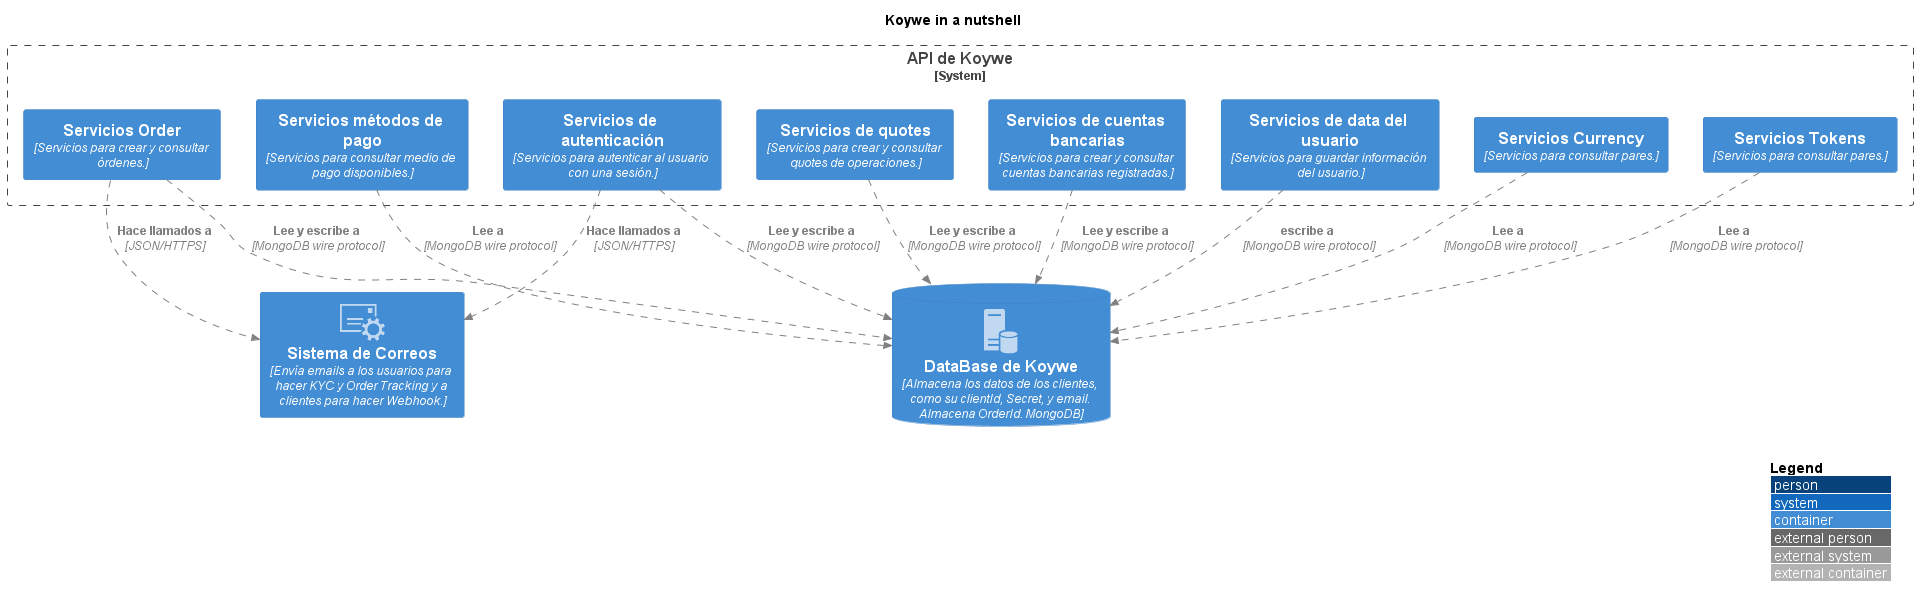 Koywe in a nutshell
API de Koywe
[System]
Servicios Order
[Servicios para crear y consultar
órdenes.]
Servicios métodos de
pago
[Servicios para consultar medio de
pago disponibles.]
Servicios de
autenticación
[Servicios para autenticar al usuario
con una sesión.]
Servicios de quotes
[Servicios para crear y consultar
quotes de operaciones.]
Servicios de cuentas
bancarias
[Servicios para crear y consultar
cuentas bancarias registradas.]
Servicios de data del
usuario
[Servicios para guardar información
del usuario.]
Servicios Currency
[Servicios para consultar pares.]
Servicios Tokens
[Servicios para consultar pares.]
Hace llamados a
[JSON/HTTPS]
Lee y escribe a
[MongoDB wire protocol]
Lee a
[MongoDB wire protocol]
Hace llamados a
[JSON/HTTPS]
Lee y escribe a
[MongoDB wire protocol]
Lee y escribe a
[MongoDB wire protocol]
Lee y escribe a
[MongoDB wire protocol]
escribe a
[MongoDB wire protocol]
Lee a
[MongoDB wire protocol]
Lee a
[MongoDB wire protocol]
Sistema de Correos
[Envía emails a los usuarios para
hacer KYC y Order Tracking y a
clientes para hacer Webhook.]
DataBase de Koywe
[Almacena los datos de los clientes,
como su clientId, Secret, y email.
Almacena OrderId. MongoDB]
Legend
person
system
container
external person
external system
external container